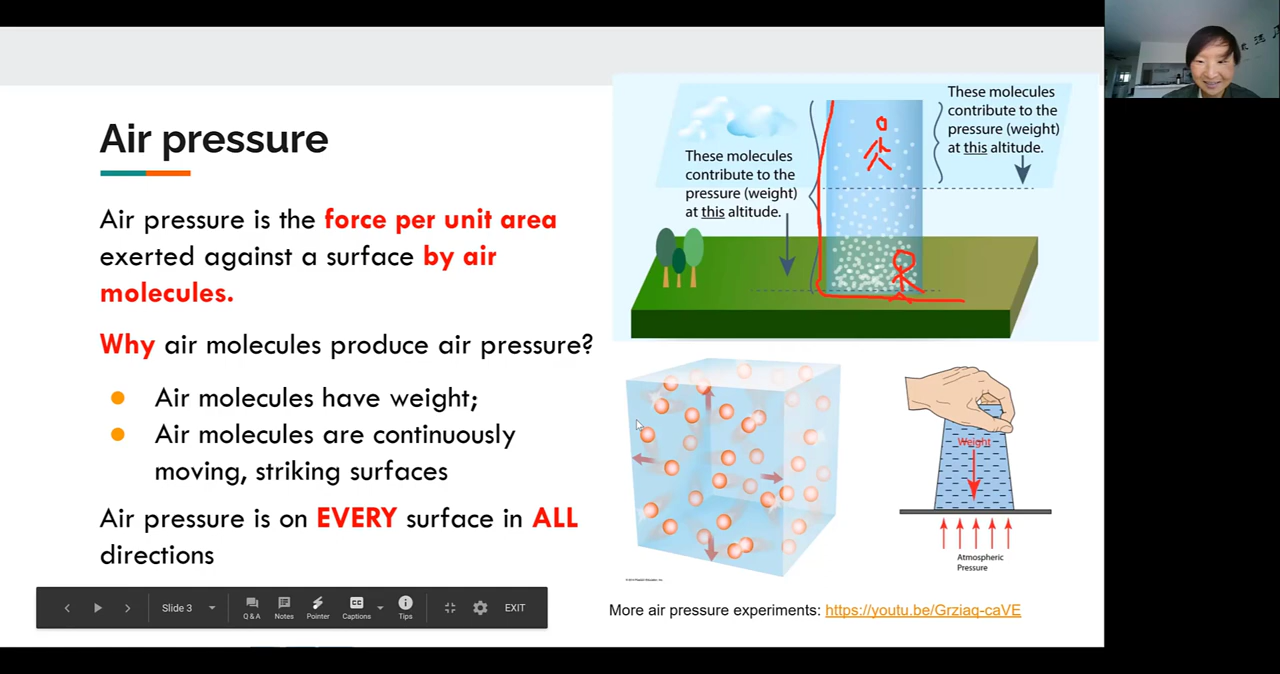 Air pressure
Air pressure is the force per unit area
exerted against a surface by air
molecules.
Why air molecules produce air pressure?
Air molecules have weight;
Air molecules are continuously
moving, striking surfaces
Air pressure is on EVERY surface in ALL
directions
These molecules
contribute to the
pressure (weight)
at this altitude.
These molecules
contribute to the
pressure (weight)
at this altitude.
Weight
Atmospheric
Pressure
More air pressure experiments: https://youtu.be/Grziaq-caVE
Slide 3
Q & A
Notes
Pointer
Captions
Tips
EXIT